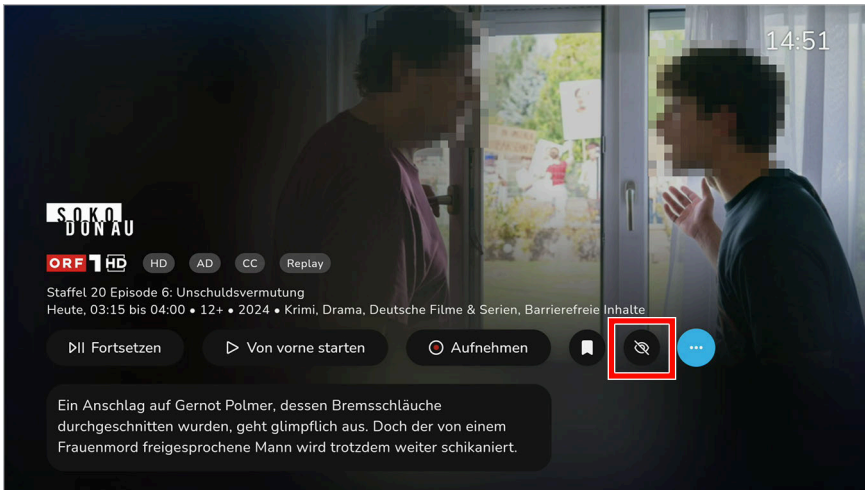 14:51
SOKO
DONAU
ORF 1 HD
HD AD CC Replay
Staffel 20 Episode 6: Unschuldsvermutung
Heute, 03:15 bis 04:00 • 12+ • 2024 • Krimi, Drama, Deutsche Filme & Serien, Barrierefreie Inhalte
Fortsetzen Von vorne starten Aufnehmen
Ein Anschlag auf Gernot Polmer, dessen Bremsschläuche
durchgeschnitten wurden, geht glimpflich aus. Doch der von einem
Frauenmord freigesprochene Mann wird trotzdem weiter schikaniert.